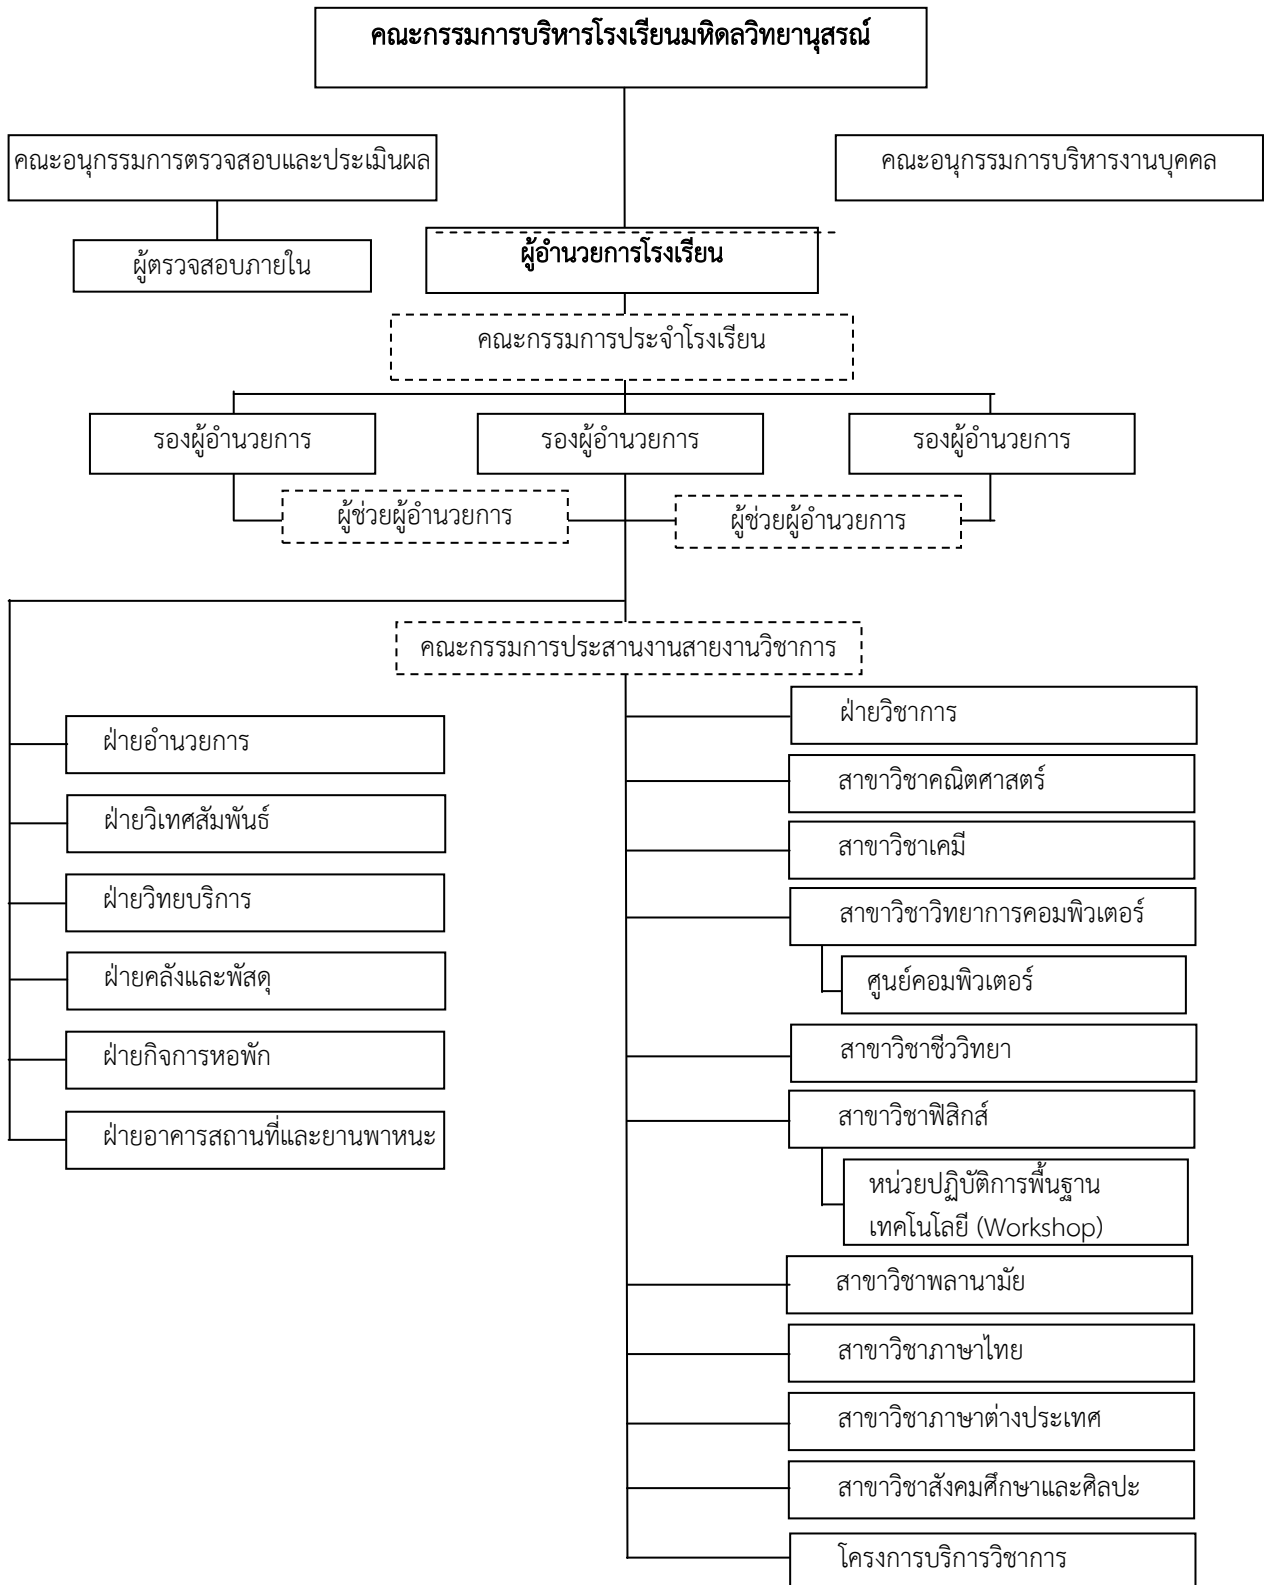 คณะกรรมการบริหารโรงเรียนมหิดลวิทยานุสรณ์
คณะอนุกรรมการตรวจสอบและประเมินผล
คณะอนุกรรมการบริหารงานบุคคล
ผู้ตรวจสอบภายใน
ผู้อำนวยการโรงเรียน
คณะกรรมการประจำโรงเรียน
รองผู้อำนวยการ
รองผู้อำนวยการ
รองผู้อำนวยการ
ผู้ช่วยผู้อำนวยการ
ผู้ช่วยผู้อำนวยการ
คณะกรรมการประสานงานสายงานวิชาการ
ฝ่ายอำนวยการ
ฝ่ายวิเทศสัมพันธ์
ฝ่ายวิทยบริการ
ฝ่ายคลังและพัสดุ
ฝ่ายกิจการหอพัก
ฝ่ายอาคารสถานที่และยานพาหนะ
ฝ่ายวิชาการ
สาขาวิชาคณิตศาสตร์
สาขาวิชาเคมี
สาขาวิชาวิทยาการคอมพิวเตอร์
ศูนย์คอมพิวเตอร์
สาขาวิชาชีววิทยา
สาขาวิชาฟิสิกส์
หน่วยปฏิบัติการพื้นฐาน
เทคโนโลยี (Workshop)
สาขาวิชาพลานามัย
สาขาวิชาภาษาไทย
สาขาวิชาภาษาต่างประเทศ
สาขาวิชาสังคมศึกษาและศิลปะ
โครงการบริการวิชาการ